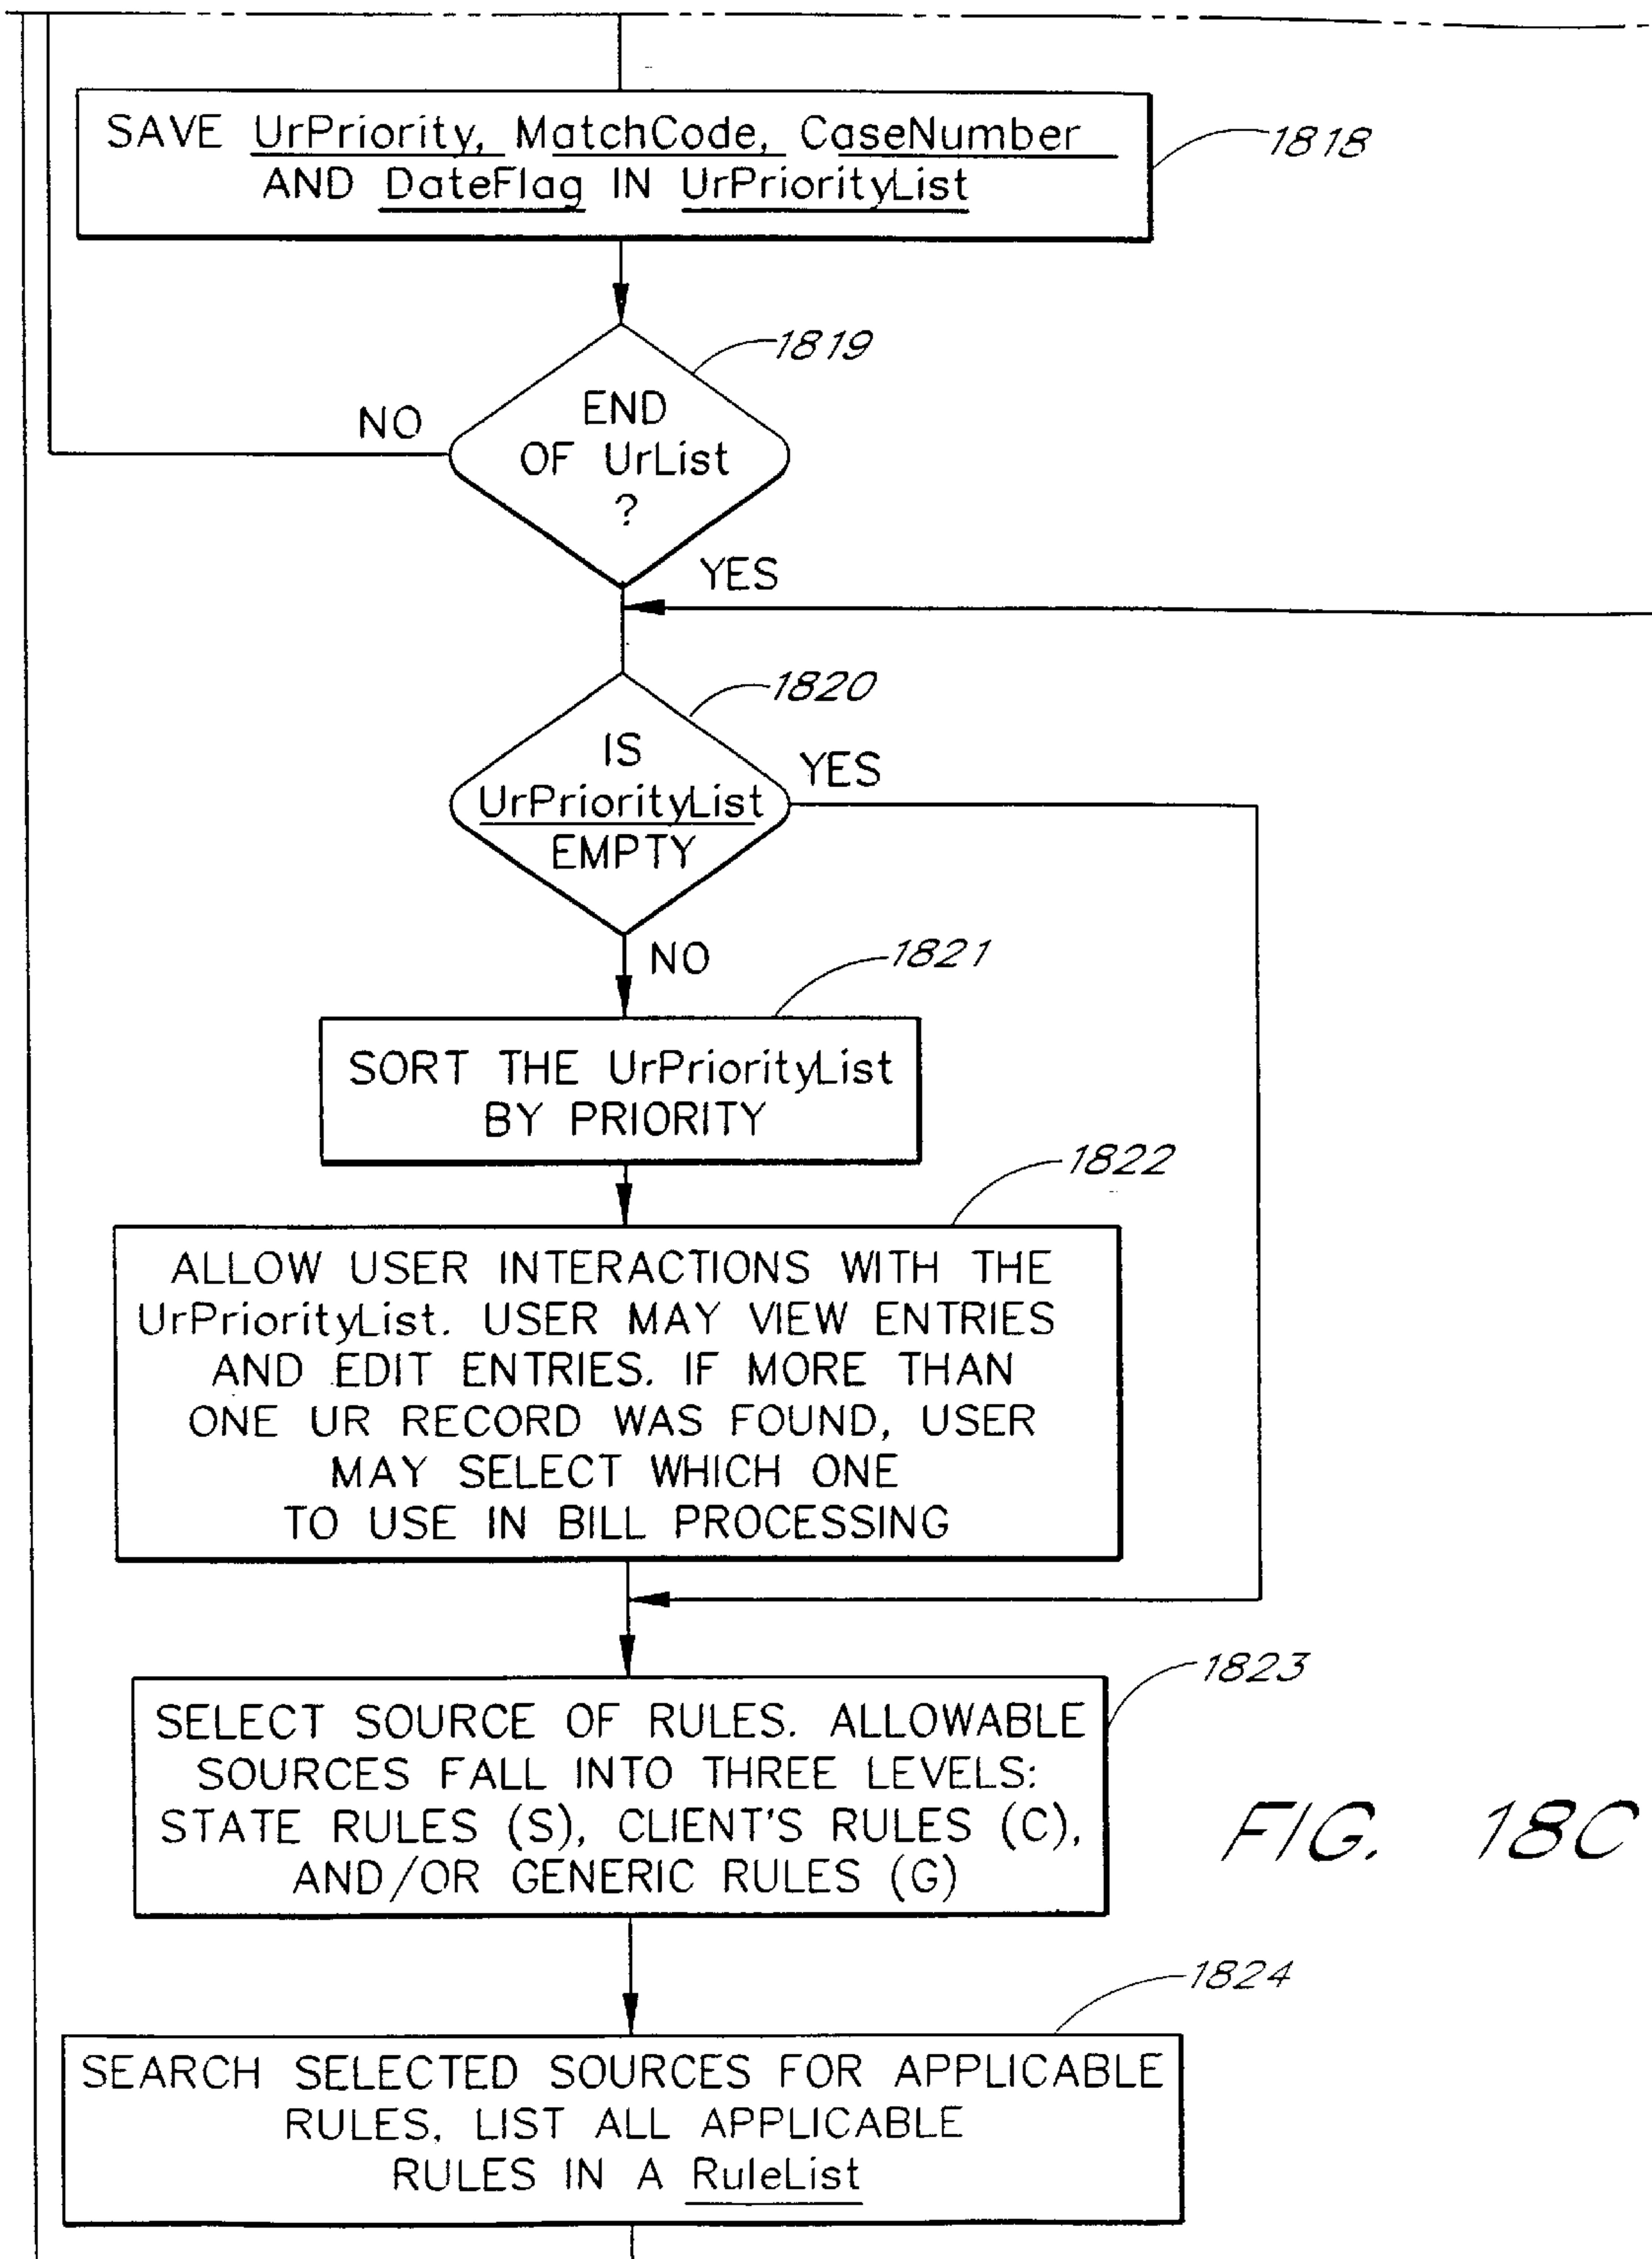 SAVE UrPriority, MatchCode, CaseNumber
AND DateFlag IN UrPriorityList
1818
1819
END
OF UrList
?
NO
YES
1820
IS
UrPriorityList
EMPTY
YES
NO
1821
SORT THE UrPriorityList
BY PRIORITY
1822
ALLOW USER INTERACTIONS WITH THE
UrPriorityList. USER MAY VIEW ENTRIES
AND EDIT ENTRIES. IF MORE THAN
ONE UR RECORD WAS FOUND, USER
MAY SELECT WHICH ONE
TO USE IN BILL PROCESSING
1823
SELECT SOURCE OF RULES. ALLOWABLE
SOURCES FALL INTO THREE LEVELS:
STATE RULES (S), CLIENT'S RULES (C),
AND/OR GENERIC RULES (G)
FIG. 18C
1824
SEARCH SELECTED SOURCES FOR APPLICABLE
RULES. LIST ALL APPLICABLE
RULES IN A RuleList